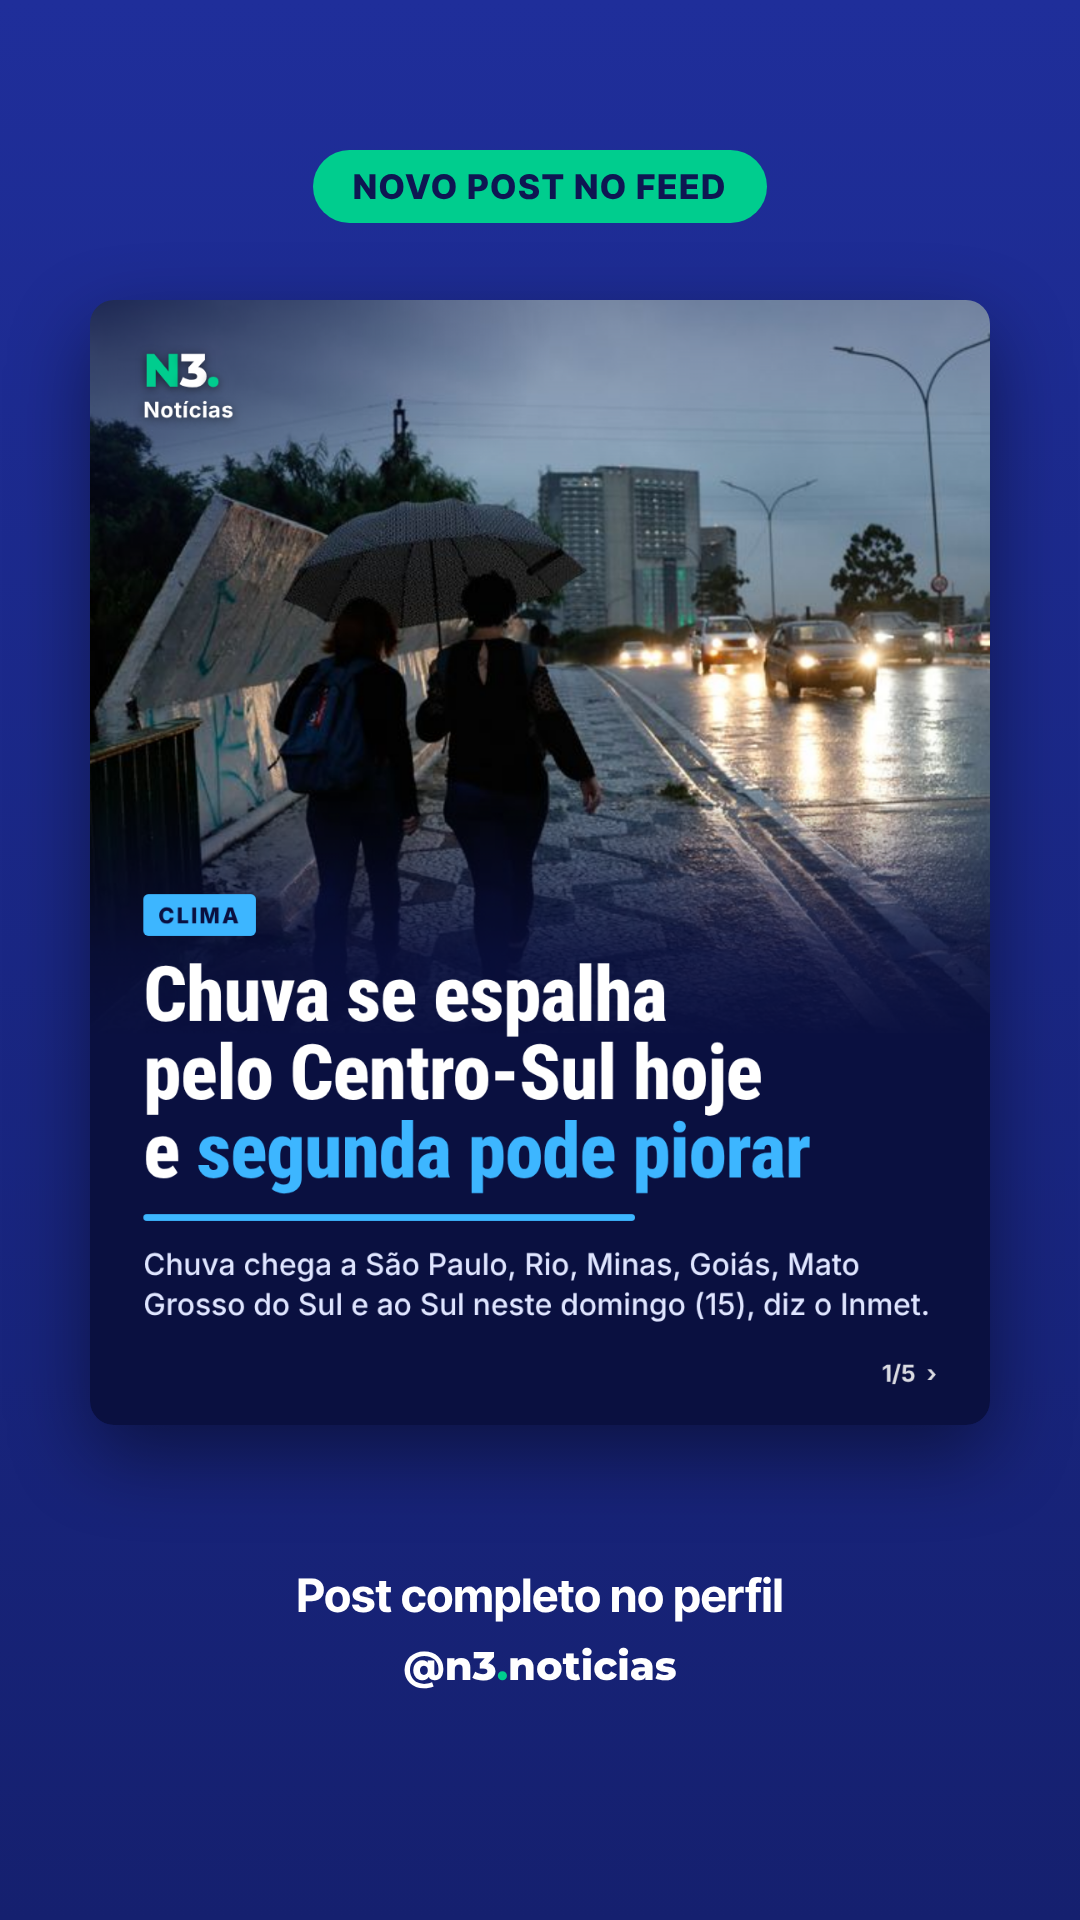 NOVO POST NO FEED
N3.
Notícias
CLIMA
Chuva se espalha
pelo Centro-Sul hoje
e segunda pode piorar
Chuva chega a São Paulo, Rio, Minas, Goiás, Mato
Grosso do Sul e ao Sul neste domingo (15), diz o Inmet.
1/5 ›
Post completo no perfil
@n3.noticias